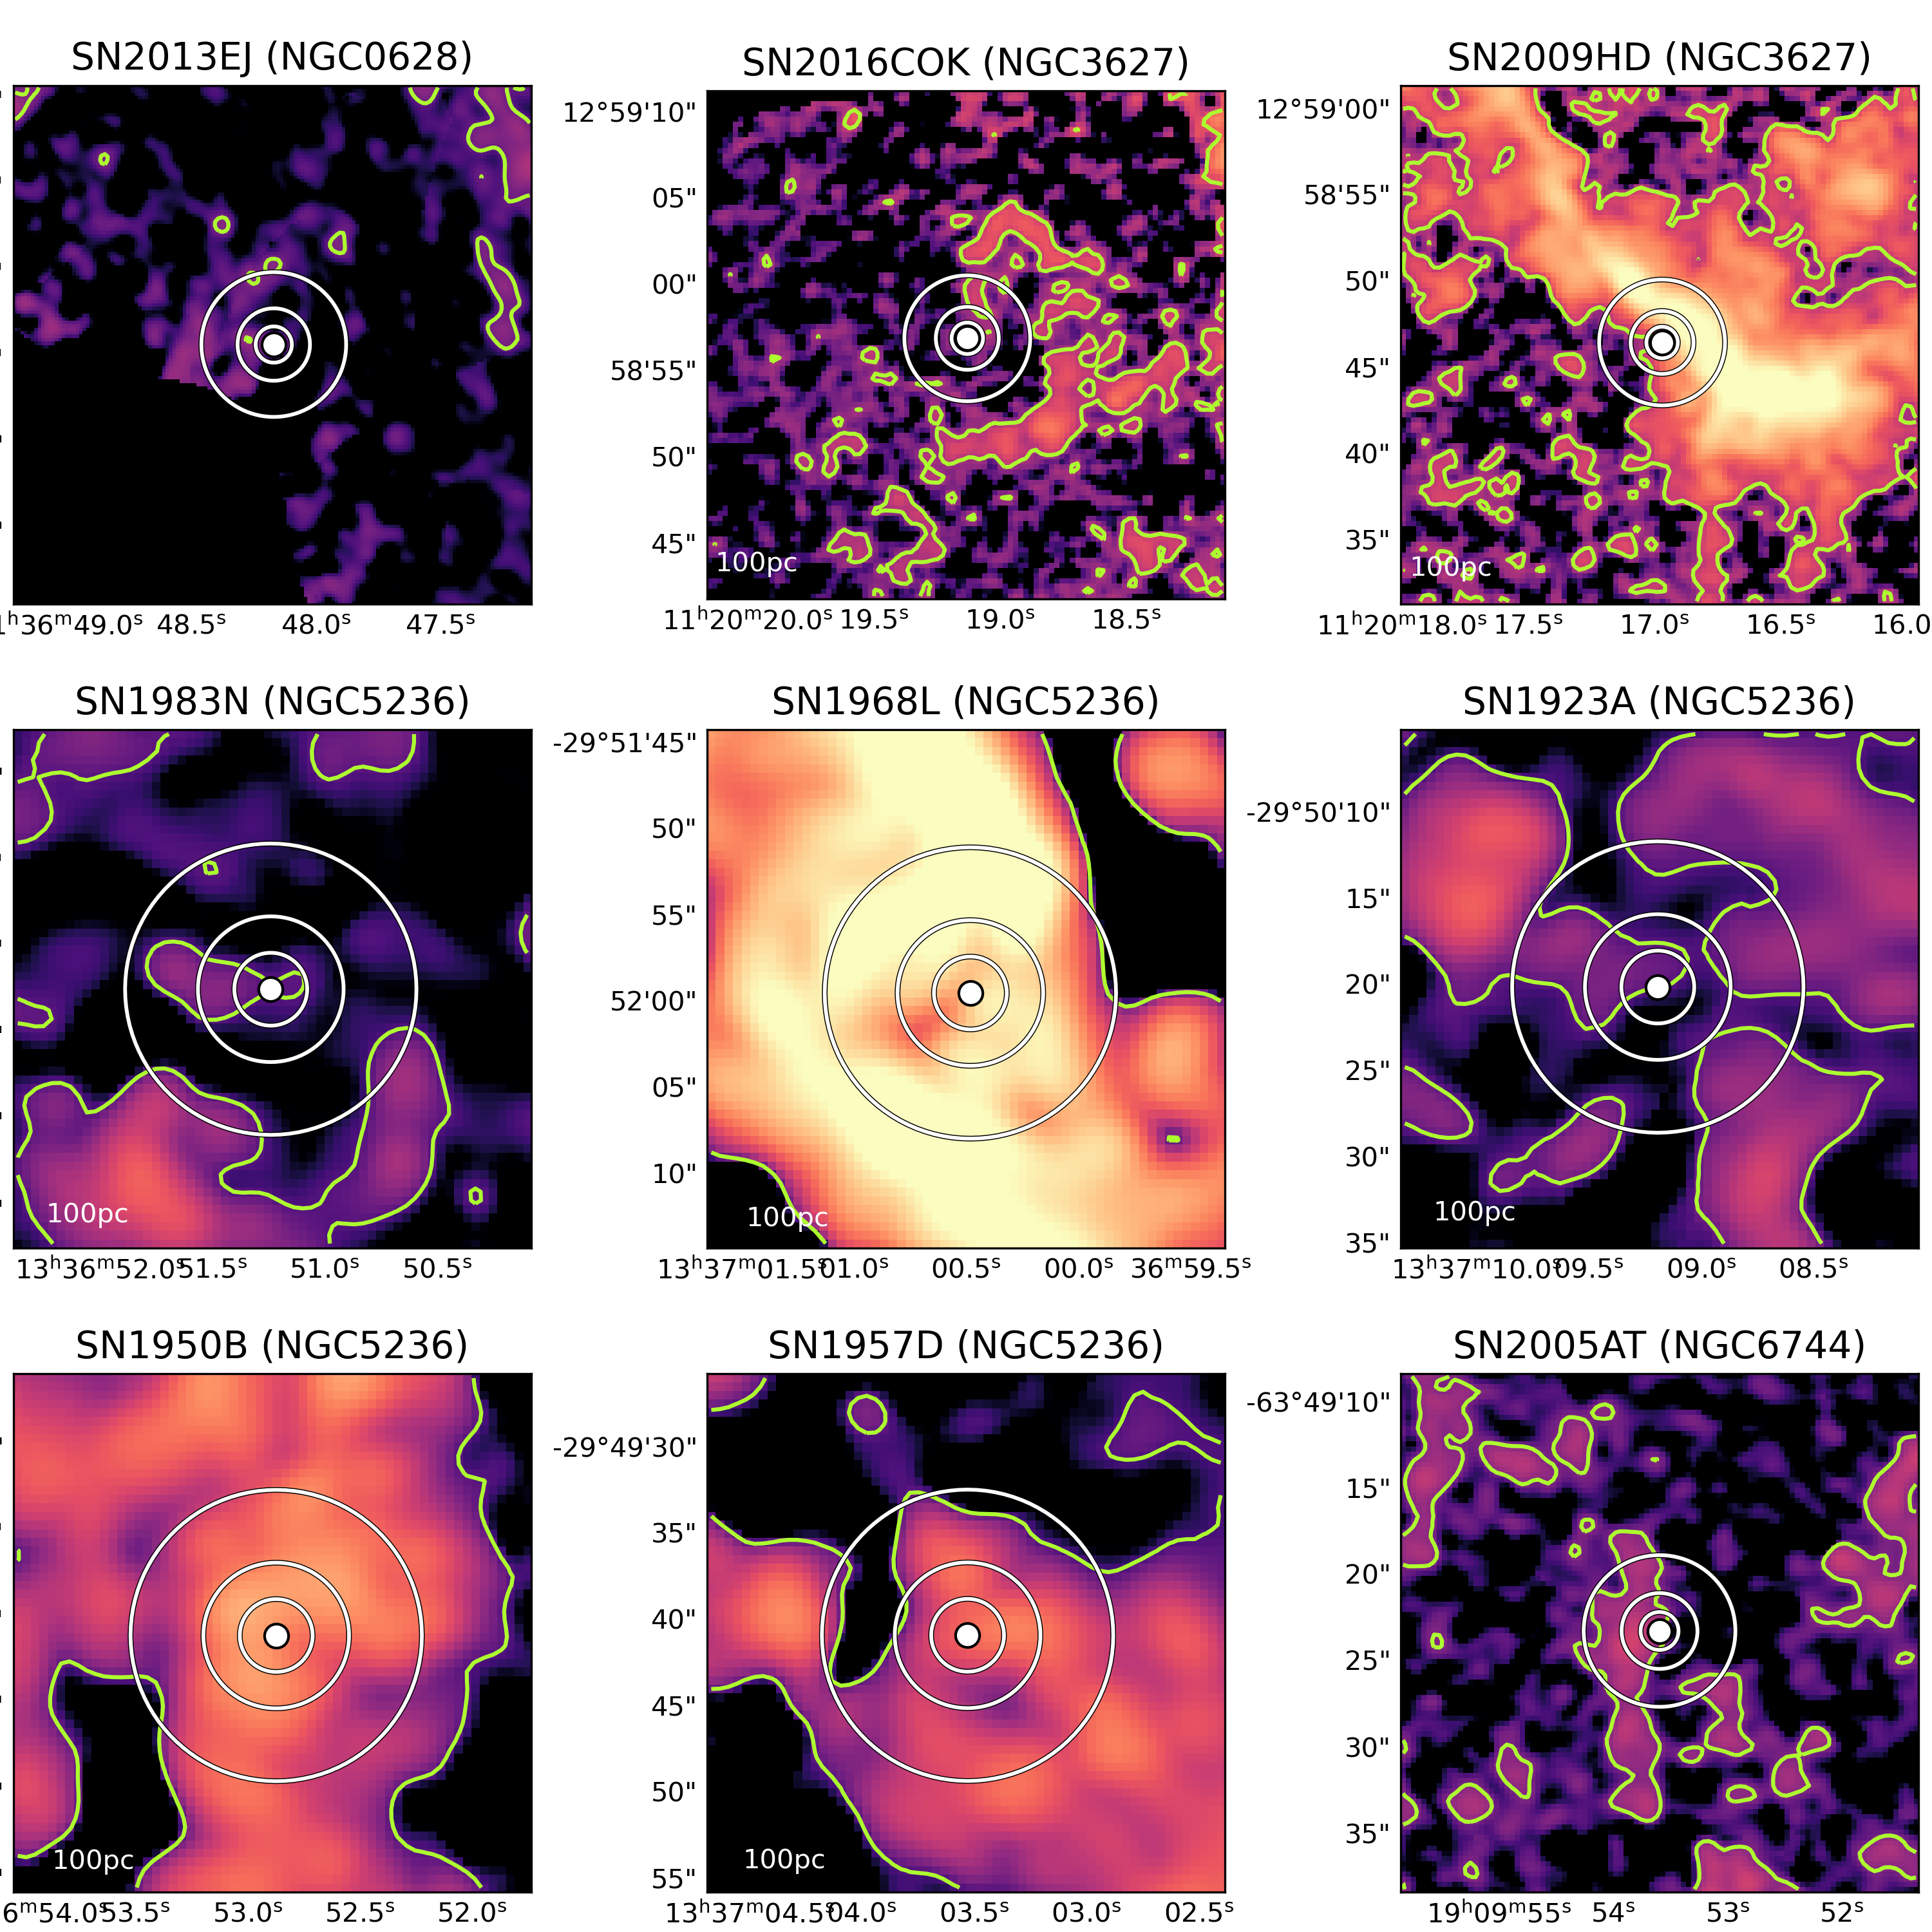 SN2013EJ (NGC0628)
SN2016COK (NGC3627)
SN2009HD (NGC3627)
12°59'10"
05"
00"
58'55"
50"
45"
100pc
12°59'00"
58'55"
50"
45"
40"
35"
100pc
36ᵐ49.0ˢ 48.5ˢ 48.0ˢ 47.5ˢ
11ʰ20ᵐ20.0ˢ 19.5ˢ 19.0ˢ 18.5ˢ
11ʰ20ᵐ18.0ˢ 17.5ˢ 17.0ˢ 16.5ˢ 16.0
SN1983N (NGC5236)
SN1968L (NGC5236)
SN1923A (NGC5236)
100pc
-29°51'45"
50"
55"
52'00"
05"
10"
100pc
-29°50'10"
15"
20"
25"
30"
35"
100pc
13ʰ36ᵐ52.0ˢ 51.5ˢ 51.0ˢ 50.5ˢ
13ʰ37ᵐ01.5ˢ 01.0ˢ 00.5ˢ 00.0ˢ 36ᵐ59.5ˢ
13ʰ37ᵐ10.0ˢ 09.5ˢ 09.0ˢ 08.5ˢ
SN1950B (NGC5236)
SN1957D (NGC5236)
SN2005AT (NGC6744)
100pc
-29°49'30"
35"
40"
45"
50"
55"
100pc
-63°49'10"
15"
20"
25"
30"
35"
6ᵐ54.0ˢ 53.5ˢ 53.0ˢ 52.5ˢ 52.0ˢ
13ʰ37ᵐ04.5ˢ 04.0ˢ 03.5ˢ 03.0ˢ 02.5ˢ
19ʰ09ᵐ55ˢ 54ˢ 53ˢ 52ˢ